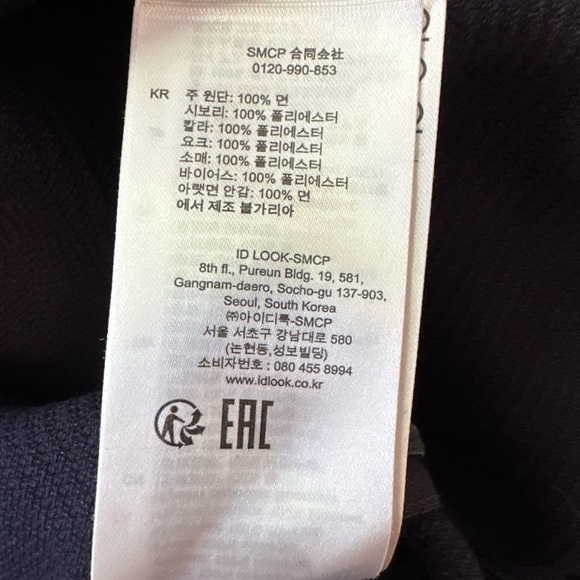 SMCP 合同会社
0120-990-853
KR 주 원단: 100% 면
시보리: 100% 폴리에스터
칼라: 100% 폴리에스터
요크: 100% 폴리에스터
소매: 100% 폴리에스터
바이어스: 100% 폴리에스터
아랫면 안감: 100% 면
에서 제조 불가리아
ID LOOK-SMCP
8th fl., Pureun Bldg. 19, 581,
Gangnam-daero, Socho-gu 137-903,
Seoul, South Korea
㈜아이디룩-SMCP
서울 서초구 강남대로 580
(논현동,성보빌딩)
소비자번호 : 080 455 8994
www.idlook.co.kr
EAC